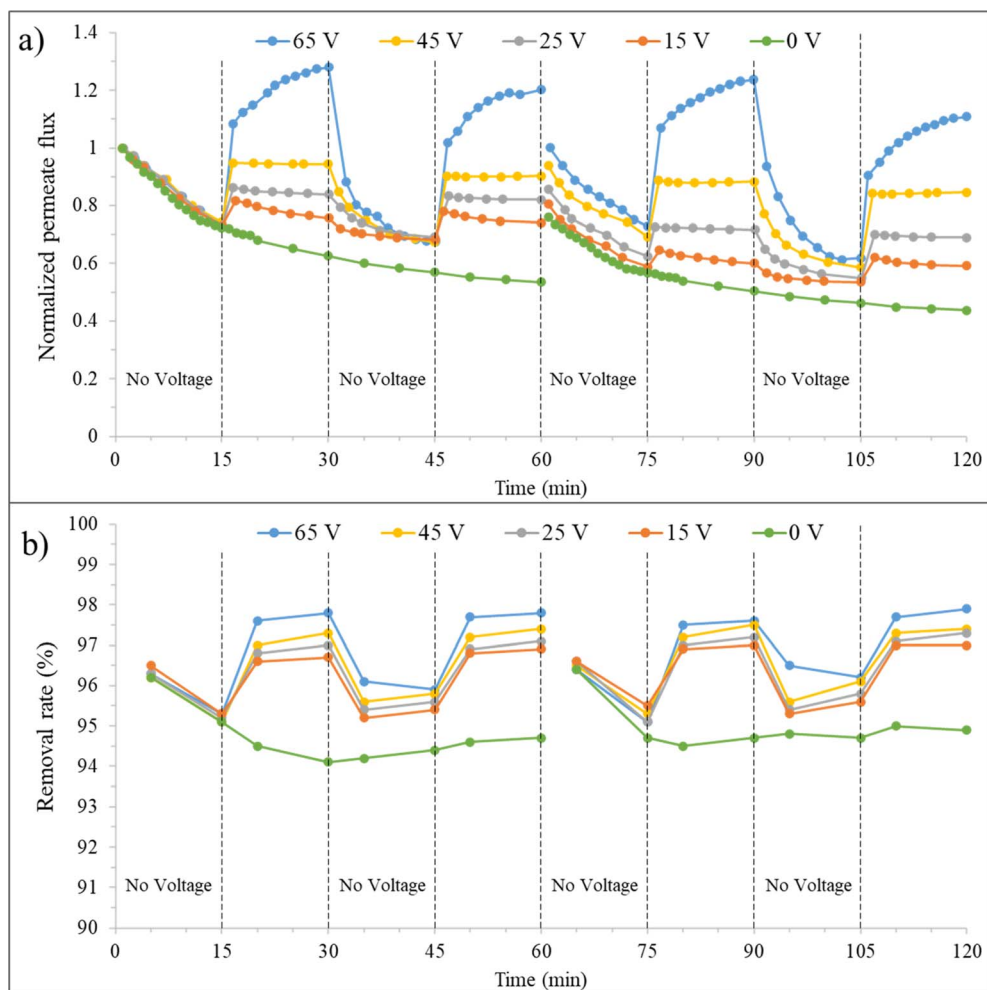 a)
65 V 45 V 25 V 15 V 0 V
Normalized permeate flux
1.4
1.2
1
0.8
0.6
0.4
0.2
0
No Voltage No Voltage No Voltage No Voltage
0 15 30 45 60 75 90 105 120
Time (min)
b)
65 V 45 V 25 V 15 V 0 V
Removal rate (%)
100
99
98
97
96
95
94
93
92
91
90
No Voltage No Voltage No Voltage No Voltage
0 15 30 45 60 75 90 105 120
Time (min)